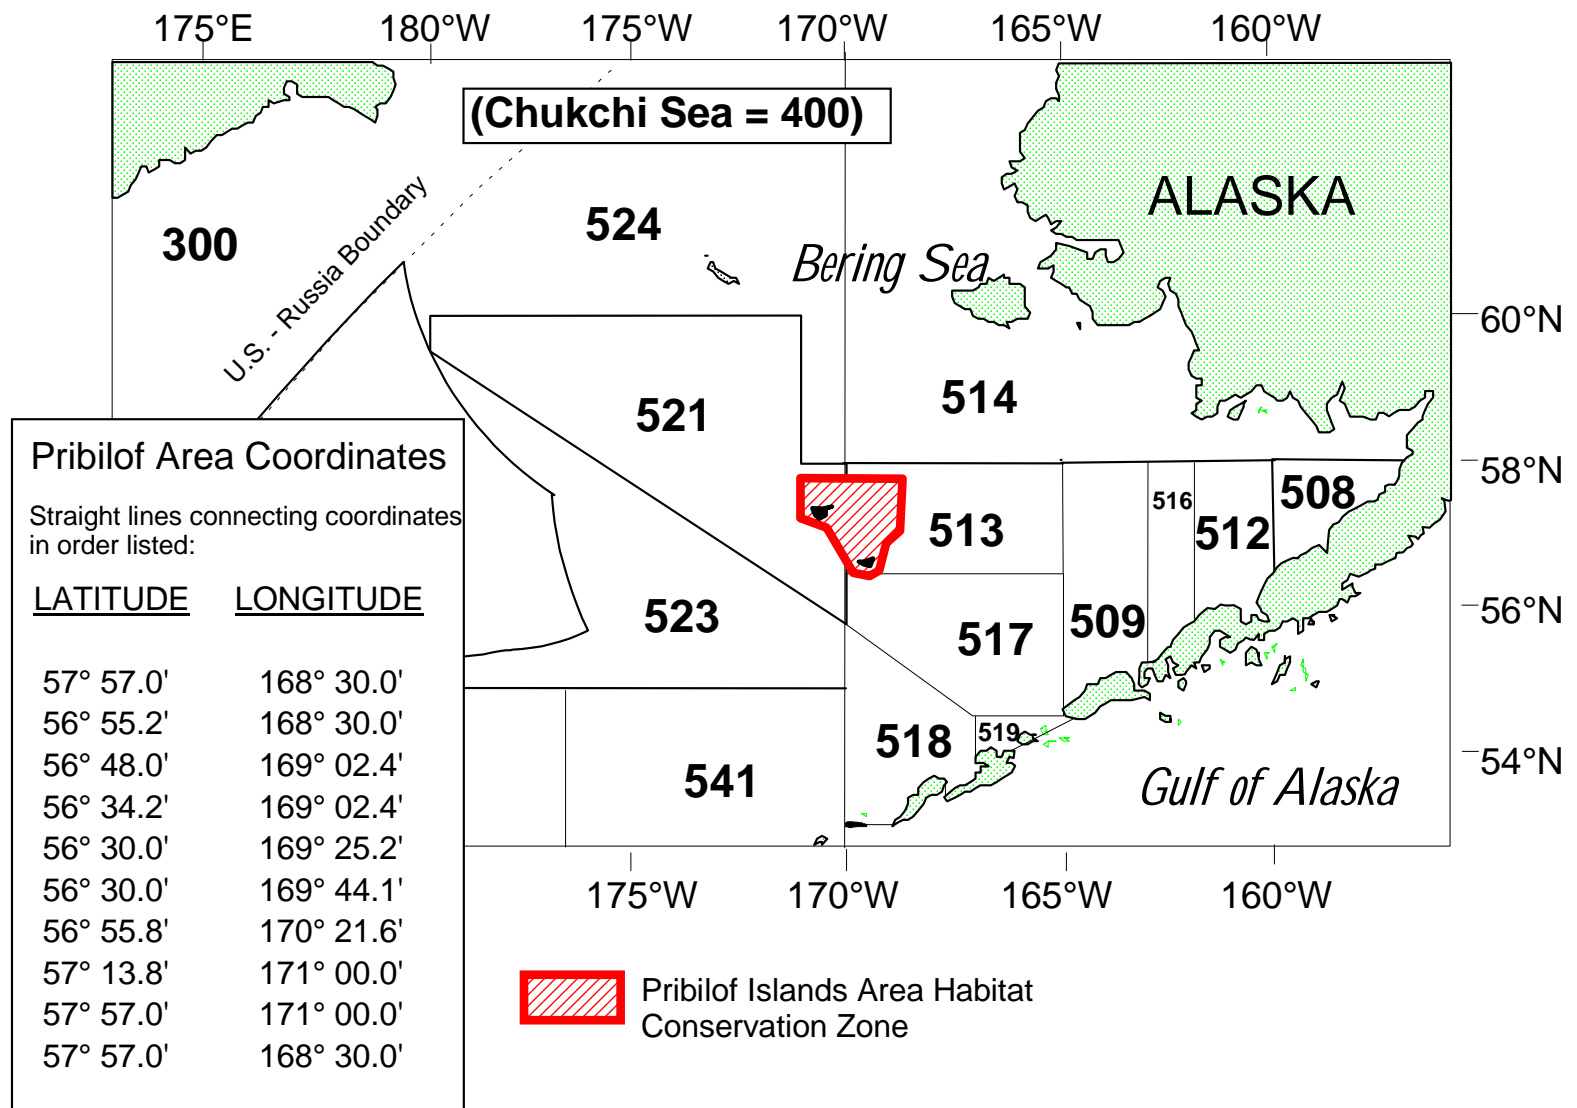 175°E 180°W 175°W 170°W 165°W 160°W
(Chukchi Sea = 400)
ALASKA
300
524
Bering Sea
U.S. - Russia Boundary
60°N
521
514
58°N
Pribilof Area Coordinates
Straight lines connecting coordinates
in order listed:
LATITUDE LONGITUDE
57° 57.0' 168° 30.0'
56° 55.2' 168° 30.0'
56° 48.0' 169° 02.4'
56° 34.2' 169° 02.4'
56° 30.0' 169° 25.2'
56° 30.0' 169° 44.1'
56° 55.8' 170° 21.6'
57° 13.8' 171° 00.0'
57° 57.0' 171° 00.0'
57° 57.0' 168° 30.0'
508
516
512
513
56°N
523
517
509
518
519
54°N
541
Gulf of Alaska
175°W 170°W 165°W 160°W
Pribilof Islands Area Habitat
Conservation Zone